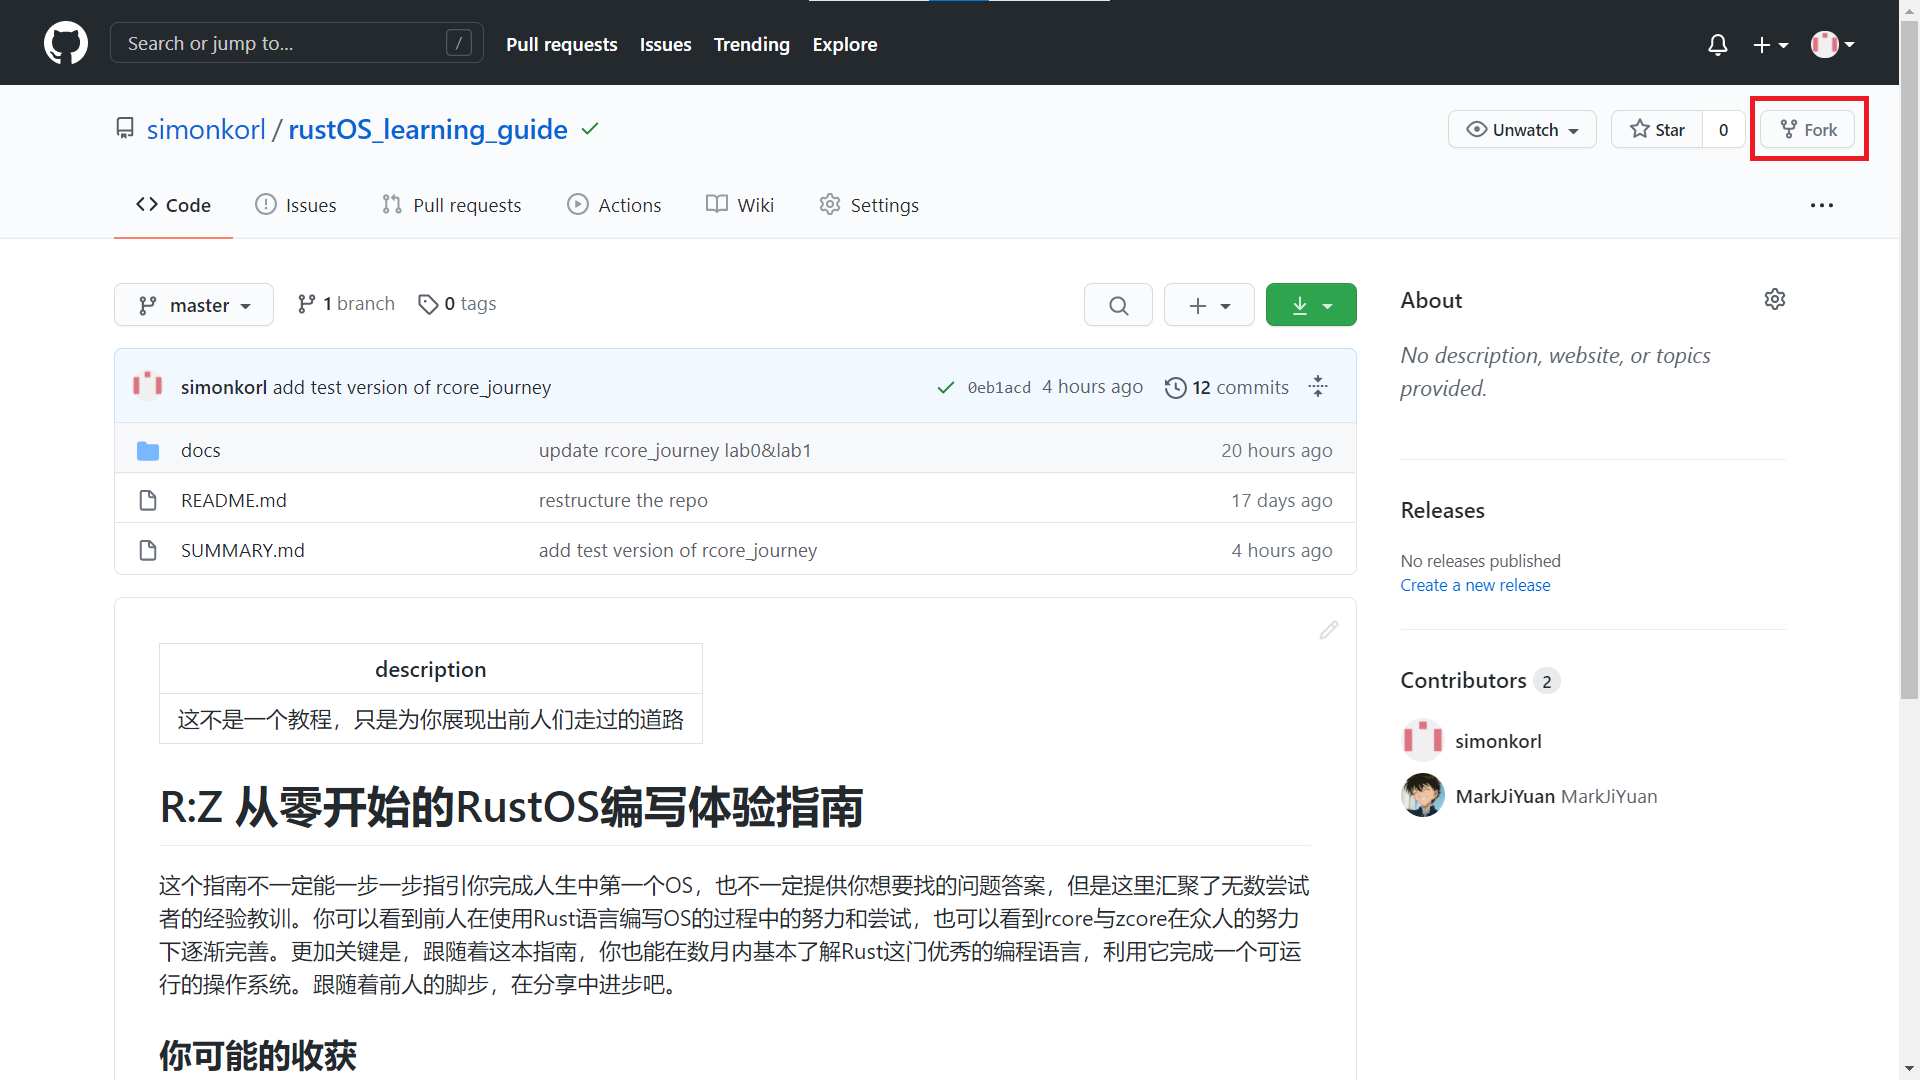 Search or jump to... /
Pull requests Issues Trending Explore
simonkorl / rustOS_learning_guide
Unwatch Star 0 Fork
Code Issues Pull requests Actions Wiki Settings
master 1 branch 0 tags
simonkorl add test version of rcore_journey 0eb1acd 4 hours ago 12 commits
docs update rcore_journey lab0&lab1 20 hours ago
README.md restructure the repo 17 days ago
SUMMARY.md add test version of rcore_journey 4 hours ago
description
这不是一个教程，只是为你展现出前人们走过的道路
R:Z 从零开始的RustOS编写体验指南
这个指南不一定能一步一步指引你完成人生中第一个OS，也不一定提供你想要找的问题答案，但是这里汇聚了无数尝试
者的经验教训。你可以看到前人在使用Rust语言编写OS的过程中的努力和尝试，也可以看到rcore与zcore在众人的努力
下逐渐完善。更加关键是，跟随着这本指南，你也能在数月内基本了解Rust这门优秀的编程语言，利用它完成一个可运
行的操作系统。跟随着前人的脚步，在分享中进步吧。
你可能的收获
About
No description, website, or topics
provided.
Releases
No releases published
Create a new release
Contributors 2
simonkorl
MarkJiYuan MarkJiYuan